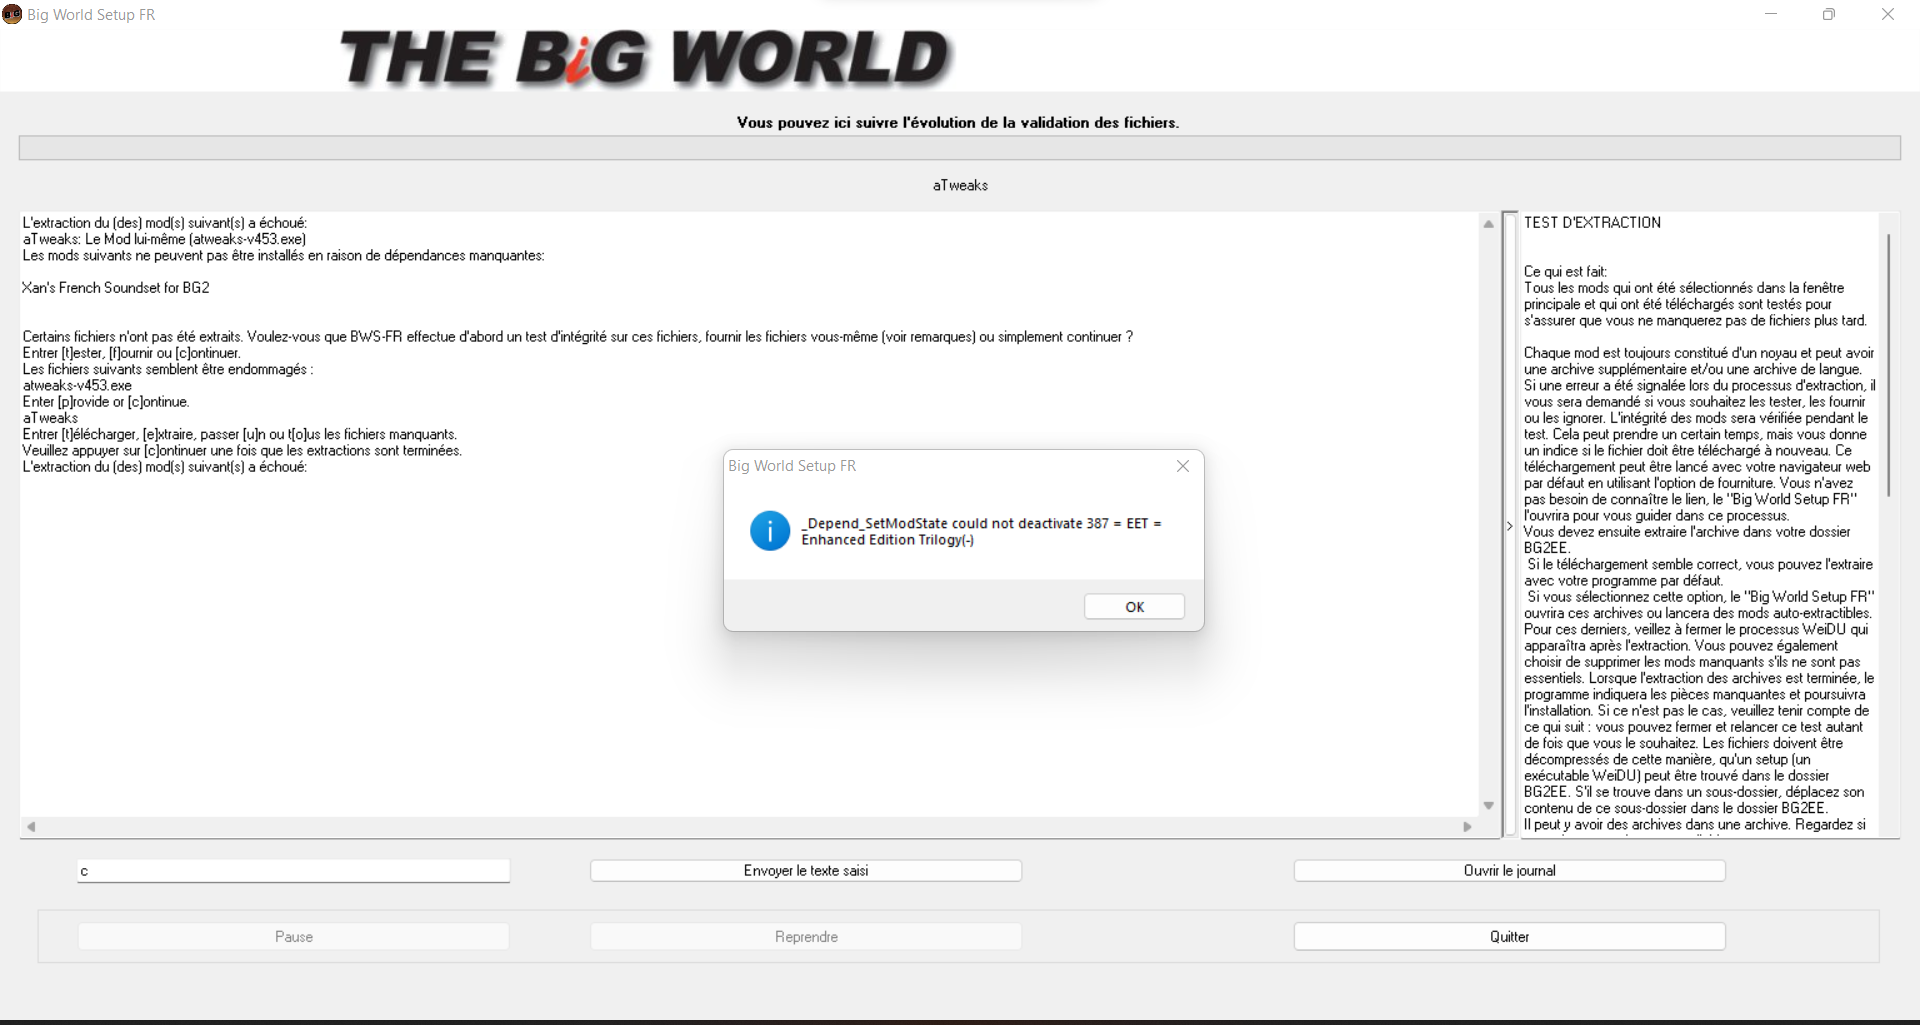 Big World Setup FR
THE BiG WORLD
Vous pouvez ici suivre l'évolution de la validation des fichiers.
aTweaks
L'extraction du (des) mod(s) suivant(s) a échoué:
aTweaks: Le Mod lui-même (atweaks-v453.exe)
Les mods suivants ne peuvent pas être installés en raison de dépendances manquantes:
Xan's French Soundset for BG2
Certains fichiers n'ont pas été extraits. Voulez-vous que BWS-FR effectue d'abord un test d'intégrité sur ces fichiers, fournir les fichiers vous-même (voir remarques) ou simplement continuer ?
Entrer [t]ester, [f]ournir ou [c]ontinuer.
Les fichiers suivants semblent être endommagés :
atweaks-v453.exe
Enter [p]rovide or [c]ontinue.
aTweaks
Entrer [t]élécharger, [e]xtraire, passer [u]n ou t[o]us les fichiers manquants.
Veuillez appuyer sur [c]ontinuer une fois que les extractions sont terminées.
L'extraction du (des) mod(s) suivant(s) a échoué:
Big World Setup FR
_Depend_SetModState could not deactivate 387 = EET =
Enhanced Edition Trilogy(-)
OK
>
TEST D'EXTRACTION
Ce qui est fait:
Tous les mods qui ont été sélectionnés dans la fenêtre
principale et qui ont été téléchargés sont testés pour
s'assurer que vous ne manquerez pas de fichiers plus tard.
Chaque mod est toujours constitué d'un noyau et peut avoir
une archive supplémentaire et/ou une archive de langue.
Si une erreur a été signalée lors du processus d'extraction, il
vous sera demandé si vous souhaitez les tester, les fournir
ou les ignorer. L'intégrité des mods sera vérifiée pendant le
test. Cela peut prendre un certain temps, mais vous donne
un indice si le fichier doit être téléchargé à nouveau. Ce
téléchargement peut être lancé avec votre navigateur web
par défaut en utilisant l'option de fourniture. Vous n'avez
pas besoin de connaître le lien, le "Big World Setup FR"
l'ouvrira pour vous guider dans ce processus.
Vous devez ensuite extraire l'archive dans votre dossier
BG2EE.
Si le téléchargement semble correct, vous pouvez l'extraire
avec votre programme par défaut.
Si vous sélectionnez cette option, le "Big World Setup FR"
ouvrira ces archives ou lancera des mods auto-extractibles.
Pour ces derniers, veillez à fermer le processus WeiDU qui
apparaîtra après l'extraction. Vous pouvez également
choisir de supprimer les mods manquants s'ils ne sont pas
essentiels. Lorsque l'extraction des archives est terminée, le
programme indiquera les pièces manquantes et poursuivra
l'installation. Si ce n'est pas le cas, veuillez tenir compte de
ce qui suit : vous pouvez fermer et relancer ce test autant
de fois que vous le souhaitez. Les fichiers doivent être
décompressés de cette manière, qu'un setup (un
exécutable WeiDU) peut être trouvé dans le dossier
BG2EE. S'il se trouve dans un sous-dossier, déplacez son
contenu de ce sous-dossier dans le dossier BG2EE.
Il peut y avoir des archives dans une archive. Regardez si
c
Envoyer le texte saisi
Ouvrir le journal
Pause
Reprendre
Quitter